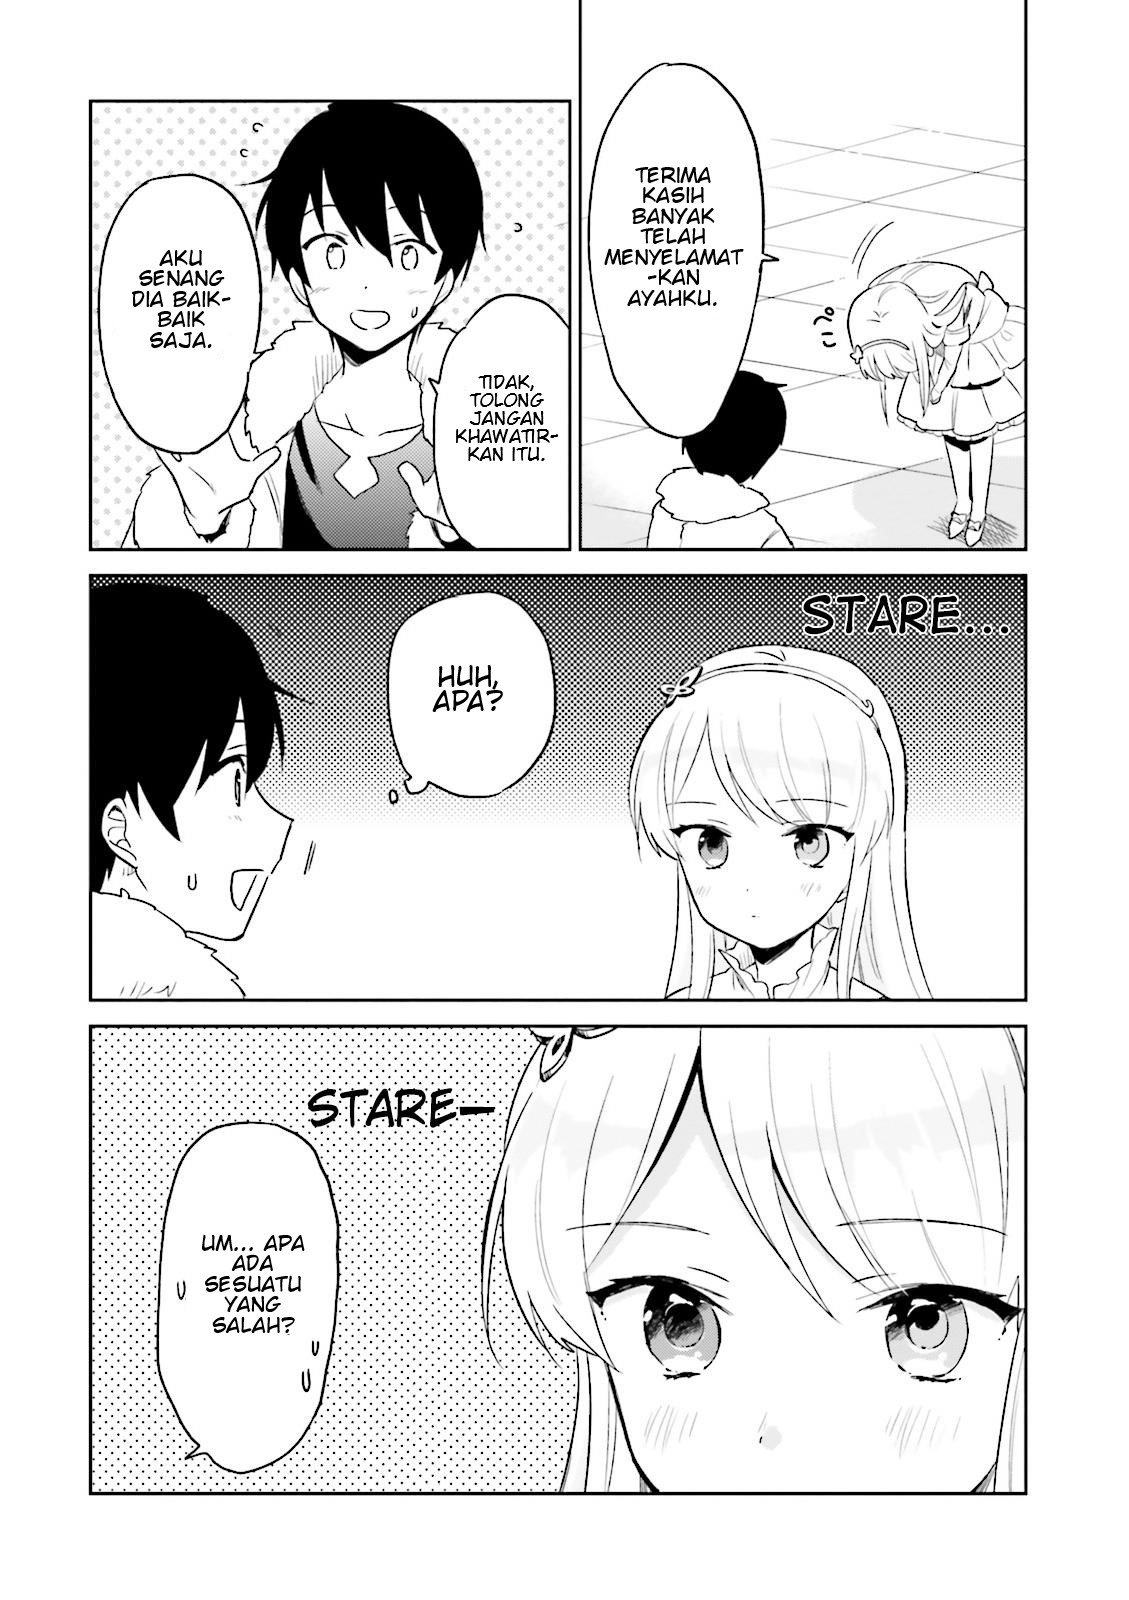 TERIMA
KASIH
BANYAK
TELAH
MENYELAMAT
-KAN
AYAHKU.
TIDAK,
TOLONG
JANGAN
KHAWATIR-
KAN ITU.
AKU
SENANG
DIA BAIK-
BAIK
SAJA.
STARE...
HUH,
APA?
STARE—
UM... APA
ADA
SESUATU
YANG
SALAH?